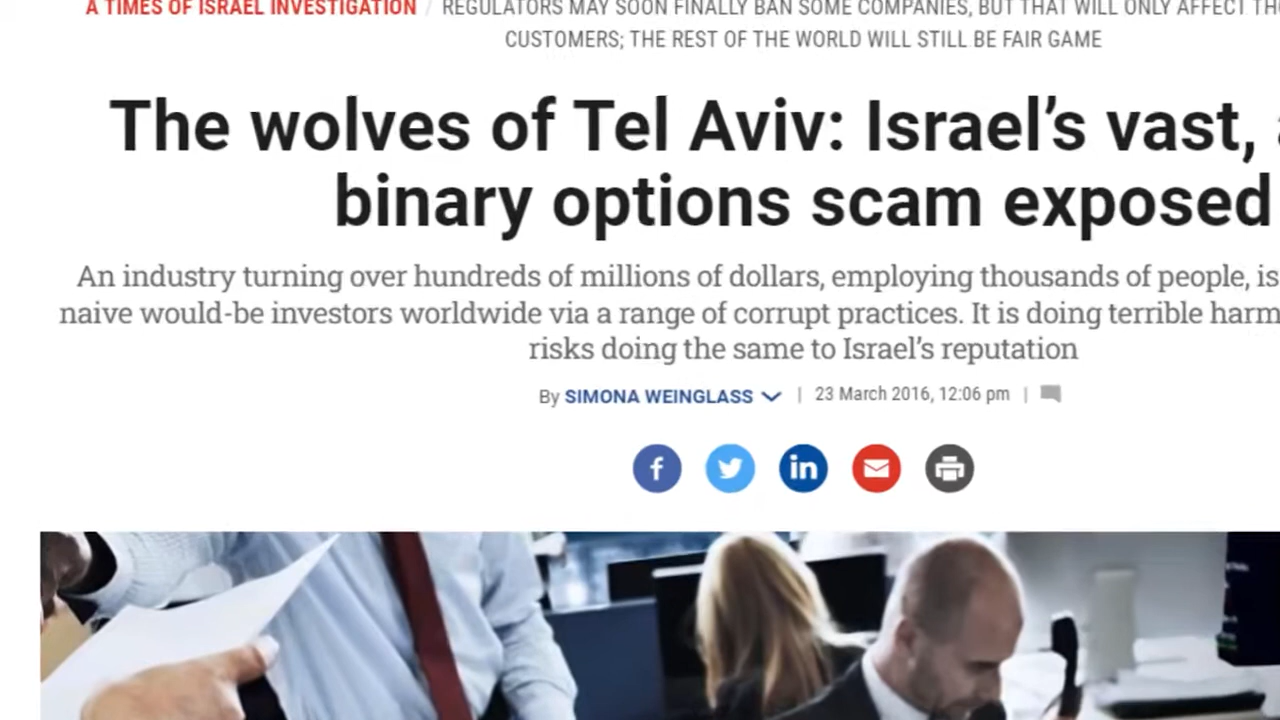 A TIMES OF ISRAEL INVESTIGATION / REGULATORS MAY SOON FINALLY BAN SOME COMPANIES, BUT THAT WILL ONLY AFFECT
CUSTOMERS; THE REST OF THE WORLD WILL STILL BE FAIR GAME
The wolves of Tel Aviv: Israel’s vast,
binary options scam exposed
An industry turning over hundreds of millions of dollars, employing thousands of people, is
naive would-be investors worldwide via a range of corrupt practices. It is doing terrible harm
risks doing the same to Israel’s reputation
By SIMONA WEINGLASS | 23 March 2016, 12:06 pm |
f in